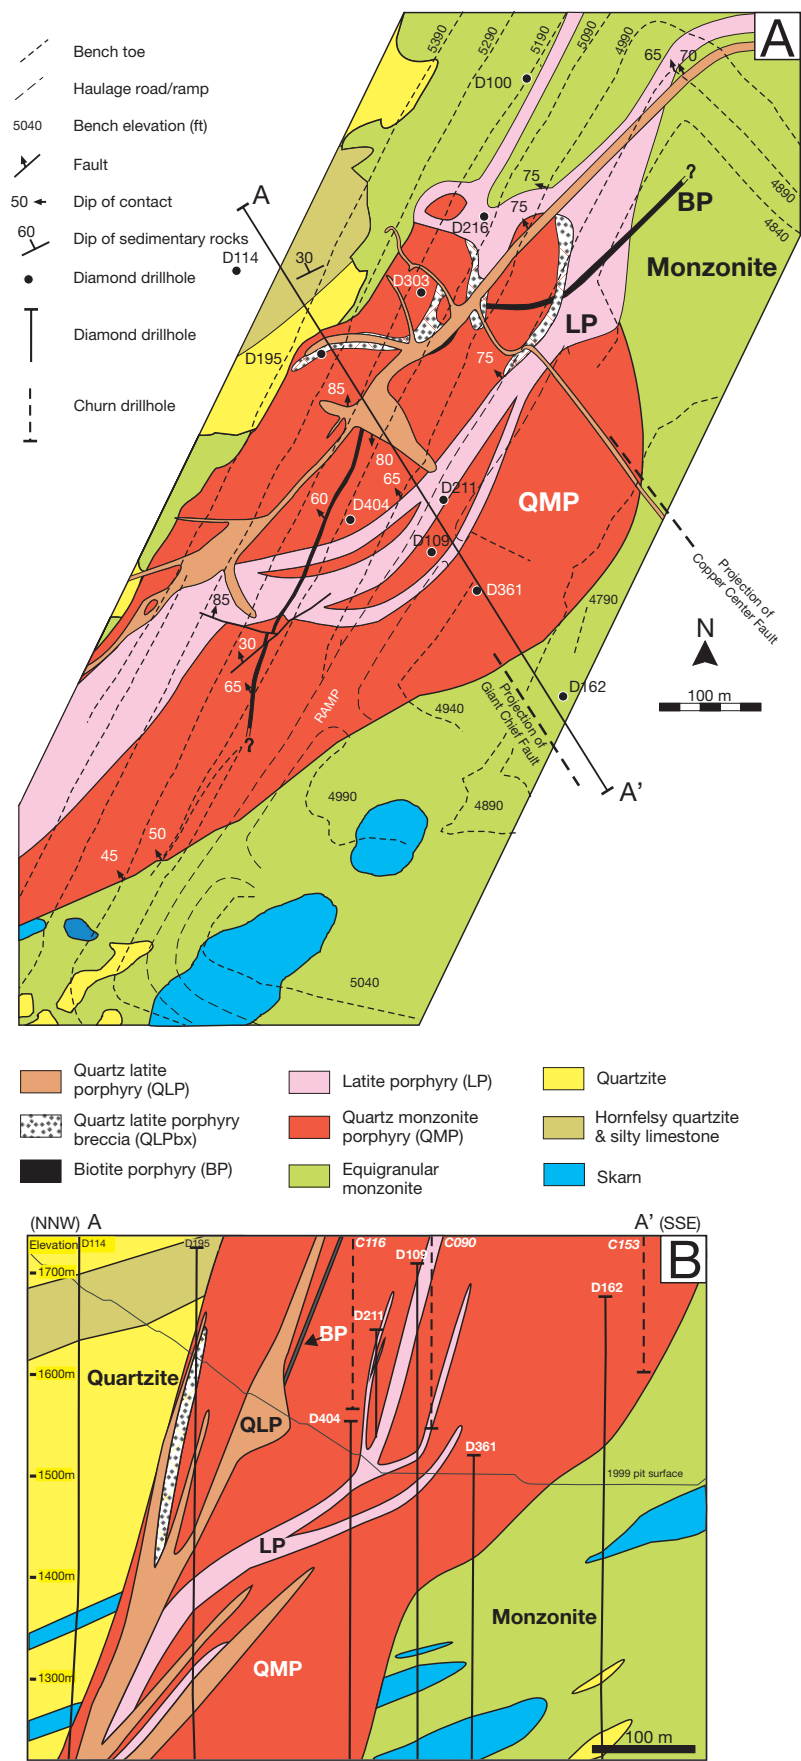 A
Bench toe
Haulage road/ramp
5040 Bench elevation (ft)
Fault
50 Dip of contact
60
Dip of sedimentary rocks
Diamond drillhole
Diamond drillhole
Churn drillhole
5390
5290
5190
5090
4990
65
70
D100
4890
4840
?
BP
Monzonite
A
75
75
D216
D114
30
D303
LP
D195
75
85
80
65
D211
60
D404
QMP
D109
D361
85
30
65
?
RAMP
Projection of
Copper Center Fault
4790
N
100 m
D162
Projection of
Giant Chief Fault
4940
A'
4990
4890
50
45
5040
Quartz latite
porphyry (QLP)
Latite porphyry (LP)
Quartzite
Quartz latite porphyry
breccia (QLPbx)
Quartz monzonite
porphyry (QMP)
Hornfelsy quartzite
& silty limestone
Biotite porphyry (BP)
Equigranular
monzonite
Skarn
(NNW) A
A' (SSE)
B
Elevation
D114
D195
C116
D109
C090
C153
1700m
D162
D211
BP
1600m
Quartzite
D404
QLP
D361
1500m
1999 pit surface
LP
1400m
Monzonite
QMP
1300m
100 m